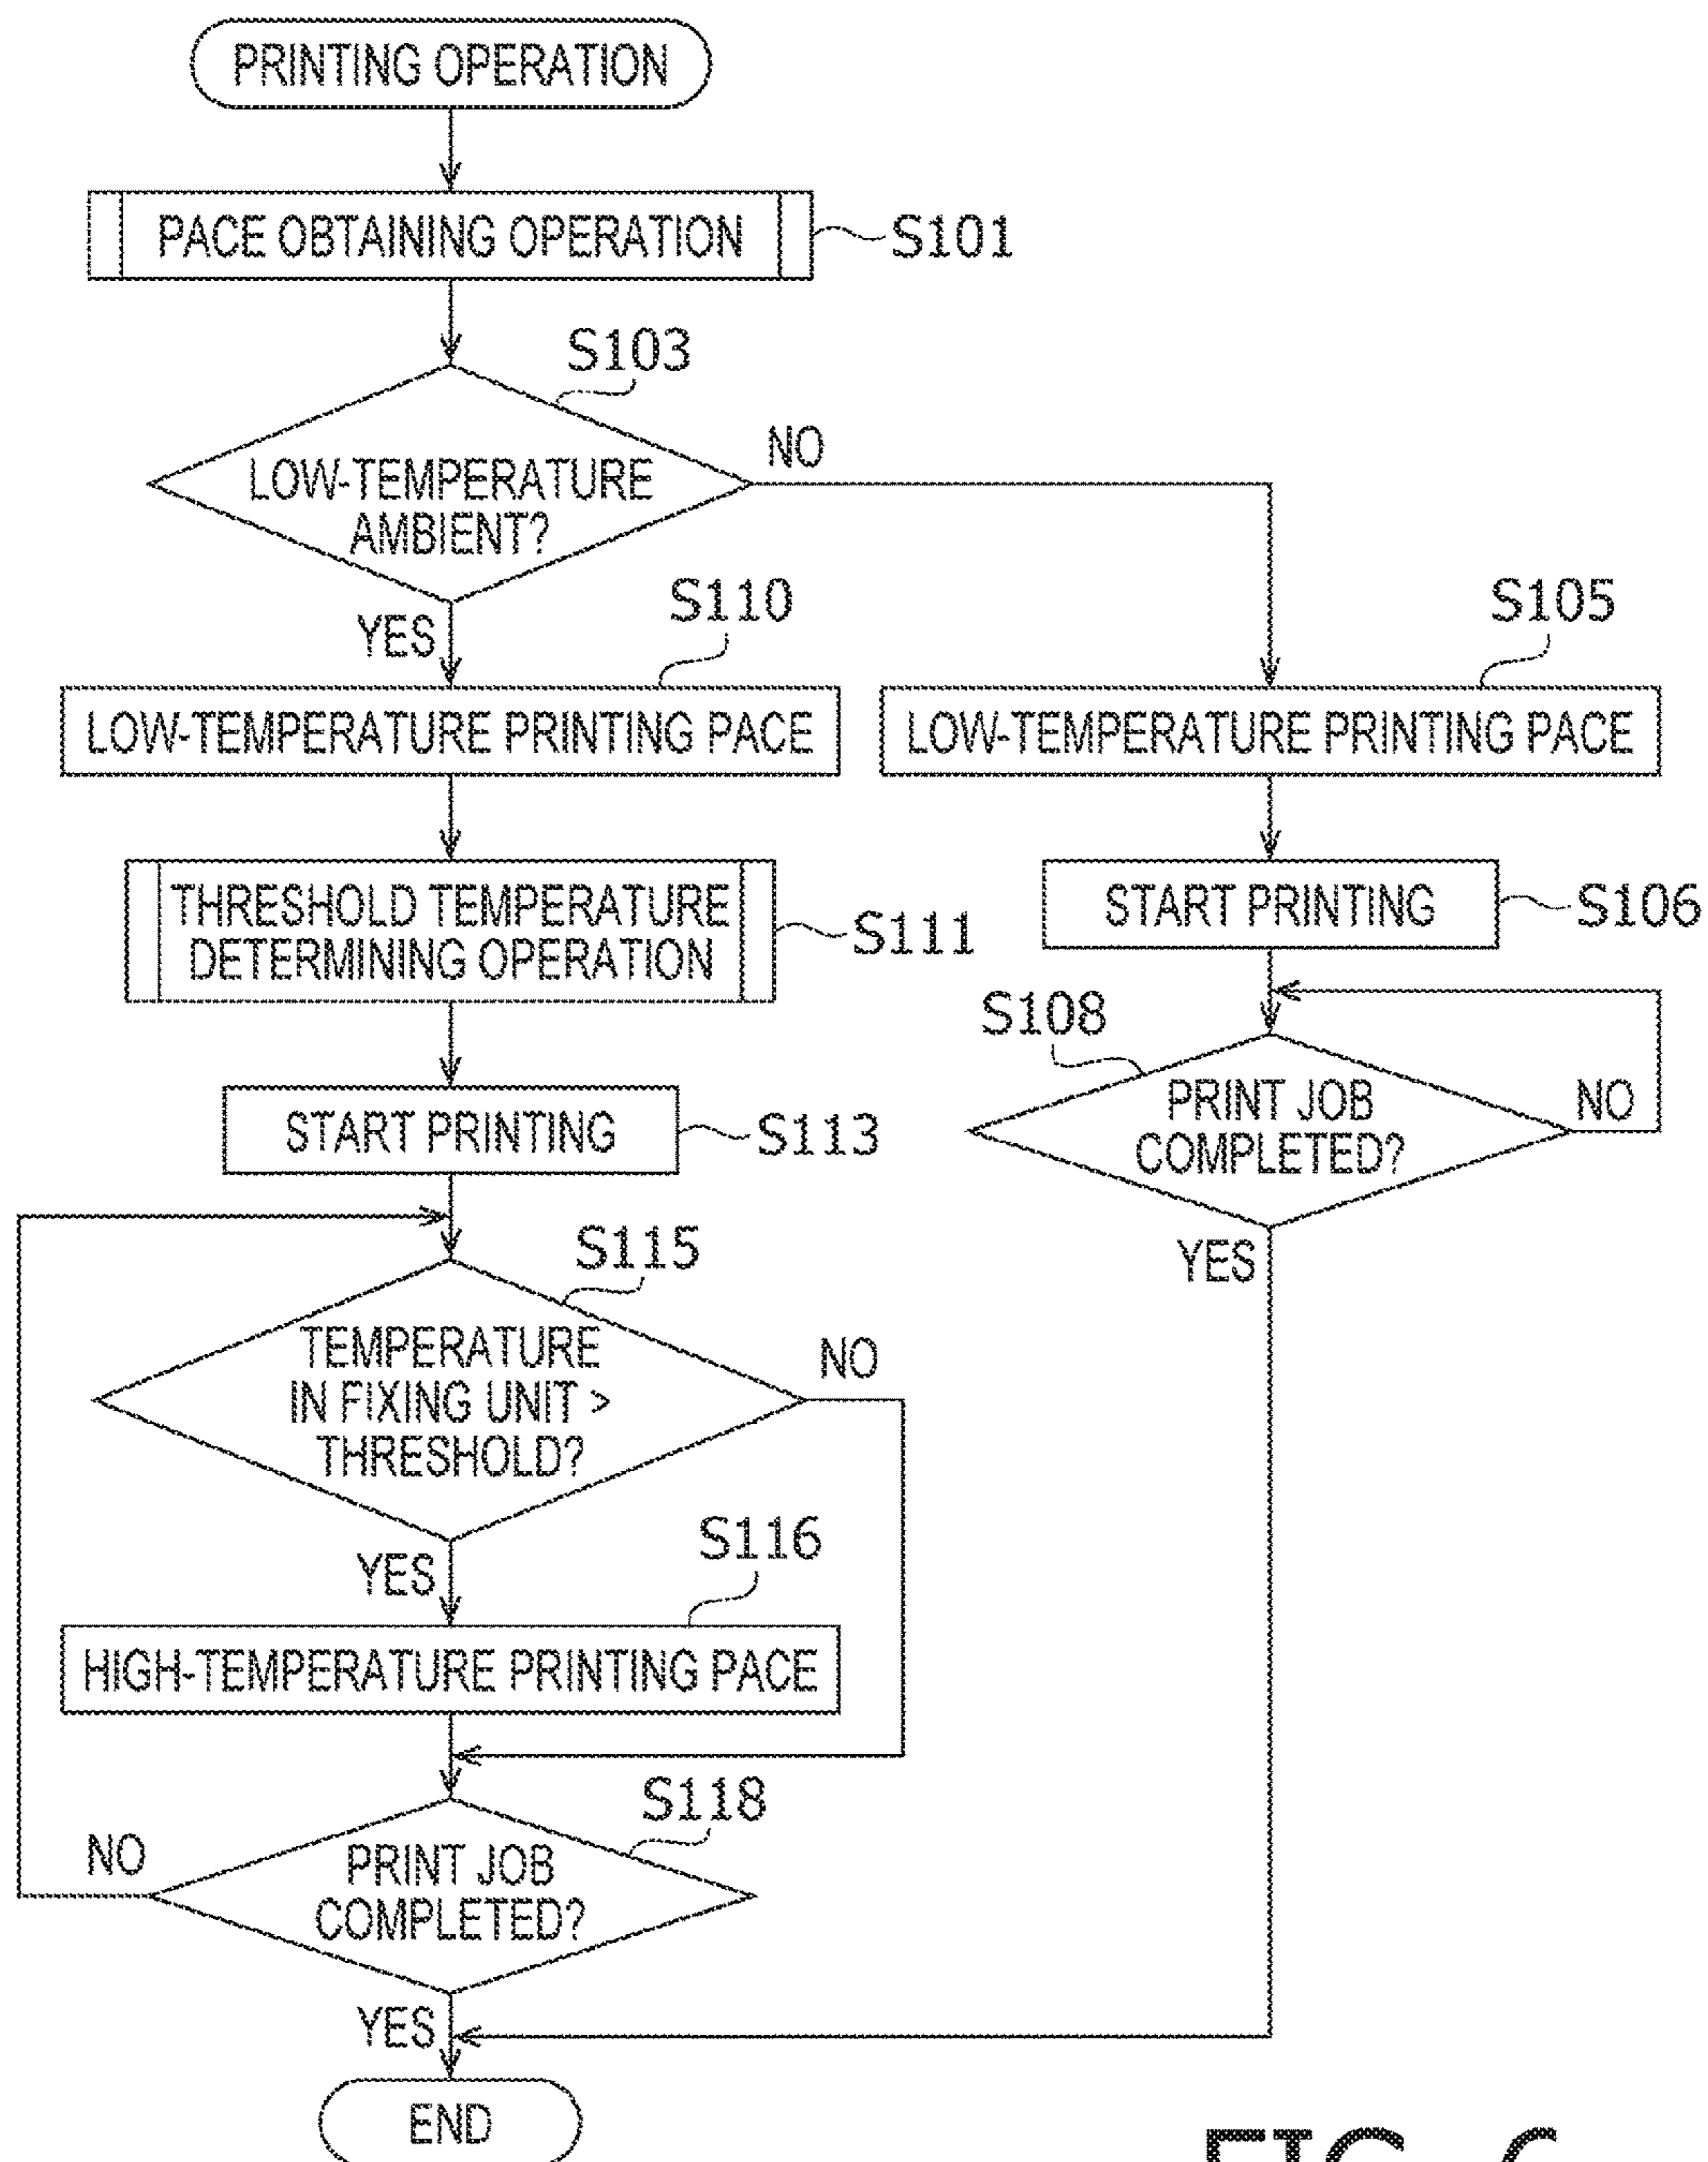 PRINTING OPERATION
PACE OBTAINING OPERATION
S101
S103
LOW-TEMPERATURE
AMBIENT?
NO
YES
S110
S105
LOW-TEMPERATURE PRINTING PACE
LOW-TEMPERATURE PRINTING PACE
THRESHOLD TEMPERATURE
DETERMINING OPERATION
S111
START PRINTING
S106
S108
PRINT JOB
COMPLETED?
NO
YES
START PRINTING
S113
S115
TEMPERATURE
IN FIXING UNIT >
THRESHOLD?
NO
YES
S116
HIGH-TEMPERATURE PRINTING PACE
S118
PRINT JOB
COMPLETED?
NO
YES
END
FIG.